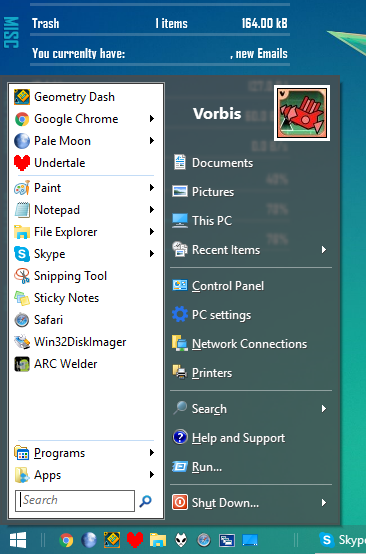 MISC
Trash 1 items 164.00 kB
You currenlty have: , new Emails
Vorbis
Geometry Dash
Google Chrome
Pale Moon
Undertale
Paint
Notepad
File Explorer
Skype
Snipping Tool
Sticky Notes
Safari
Win32DiskImager
ARC Welder
Programs
Apps
Search
Documents
Pictures
This PC
Recent Items
Control Panel
PC settings
Network Connections
Printers
Search
Help and Support
Run...
Shut Down...
Skype